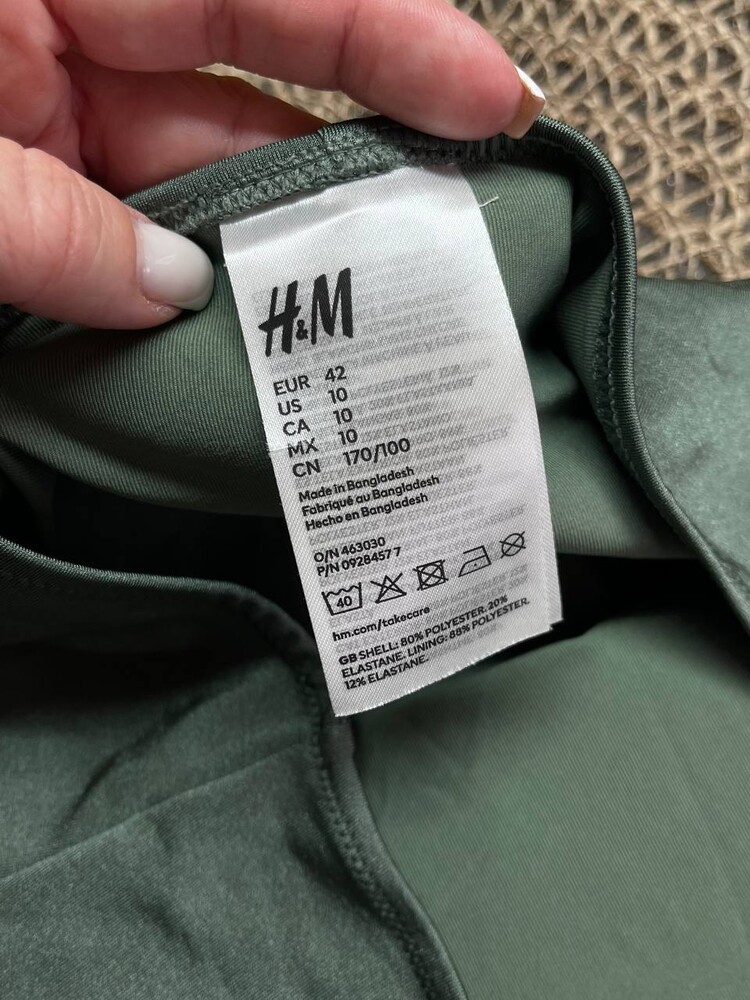 H&M
EUR 42
US 10
CA 10
MX 10
CN 170/100
Made in Bangladesh
Fabriqué au Bangladesh
Hecho en Bangladesh
O/N 463030
P/N 09284577
40
hm.com/takecare
GB SHELL: 80% POLYESTER. 20%
ELASTANE. LINING: 88% POLYESTER.
12% ELASTANE.